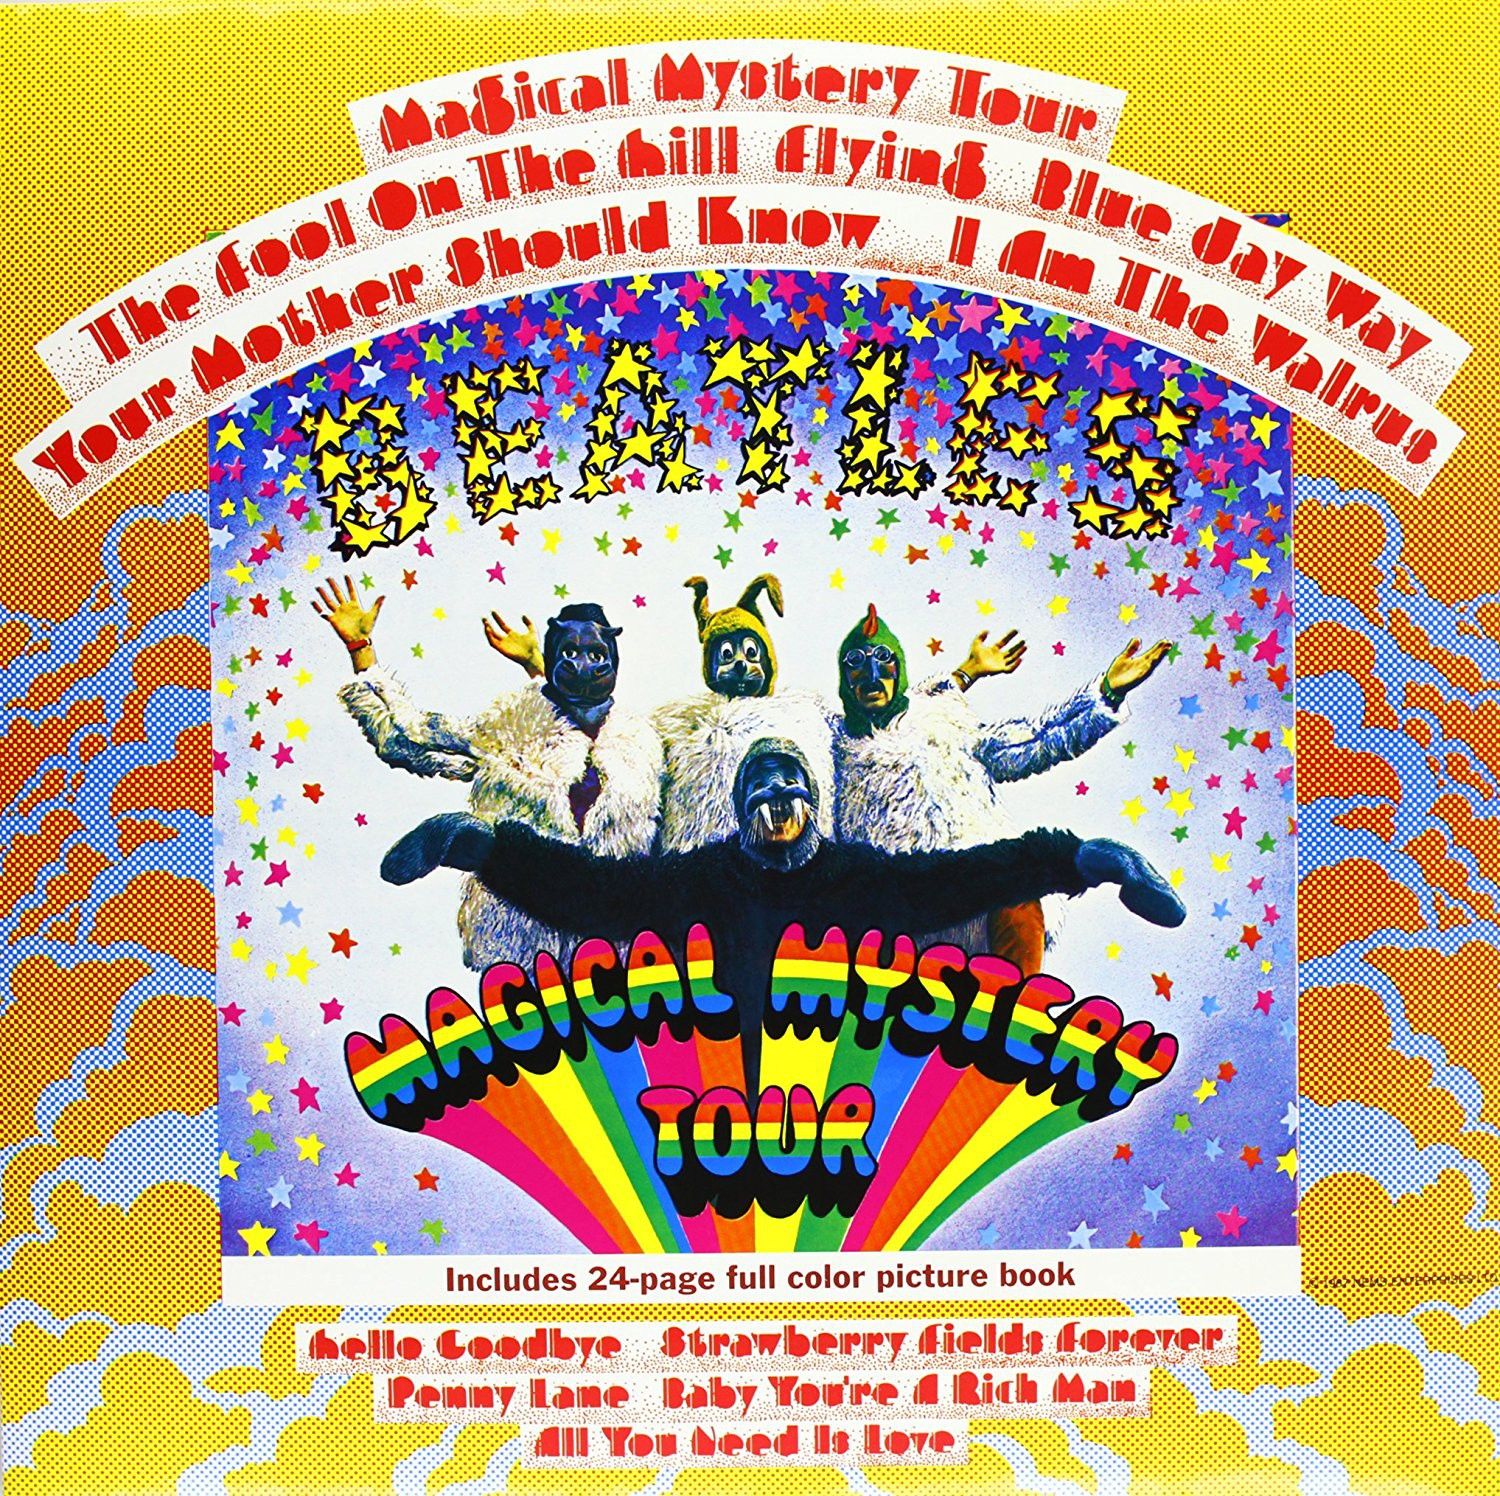 Magical Mystery Tour
The Fool On The Hill Flying Blue Jay Way
Your Mother Should Know I Am The Walrus
BEATLES
MAGICAL MYSTERY
TOUR
Includes 24-page full color picture book
Hello Goodbye Strawberry Fields Forever
Penny Lane Baby You're A Rich Man
All You Need Is Love